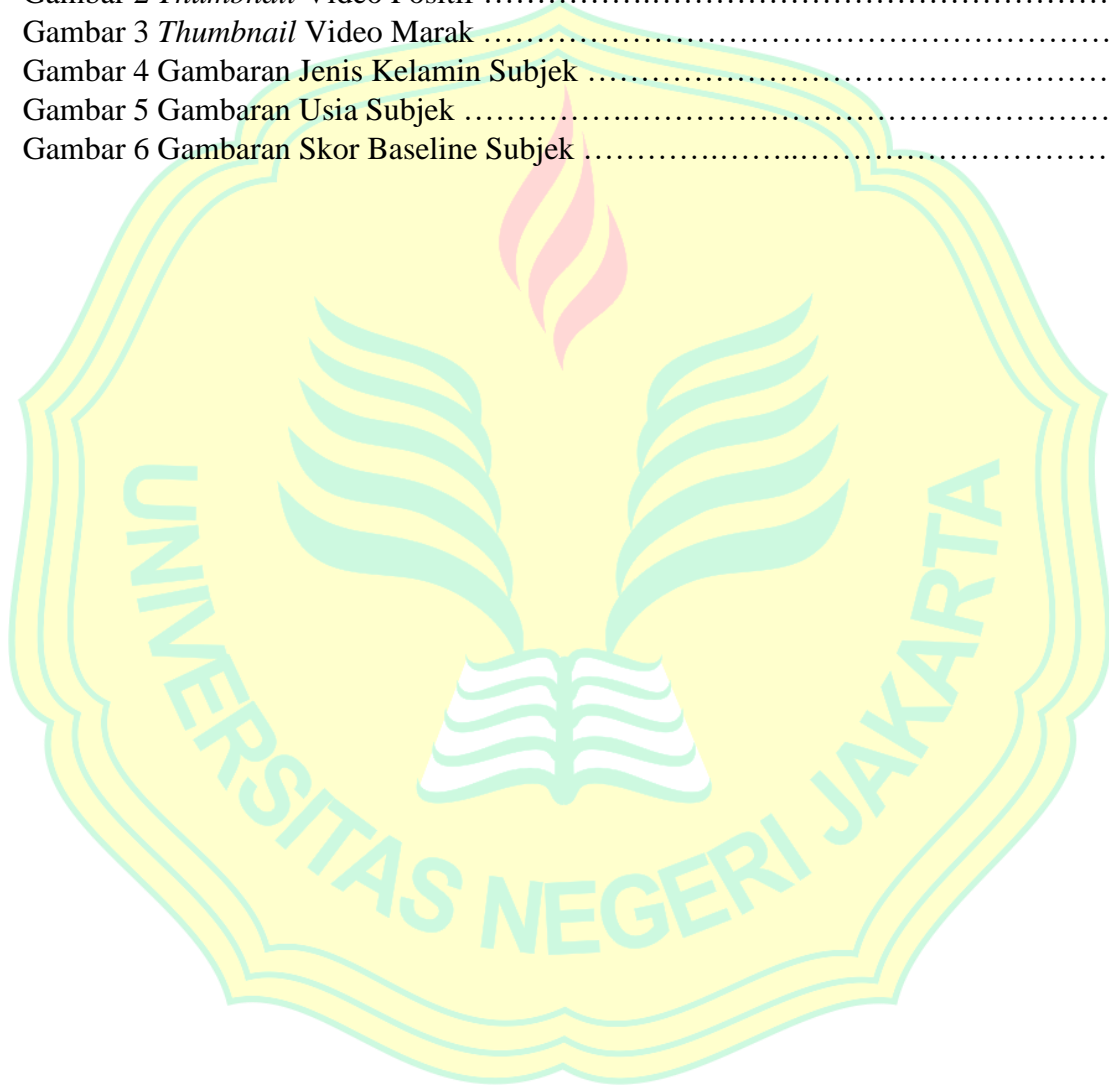 Gambar 2 Thumbnail Video Positif ……………….……………………………………
Gambar 3 Thumbnail Video Marak …………………………………………………
Gambar 4 Gambaran Jenis Kelamin Subjek …………………………………………
Gambar 5 Gambaran Usia Subjek …………….………………………………………
Gambar 6 Gambaran Skor Baseline Subjek ………….……..…………………………
UNIVERSITAS NEGERI JAKARTA